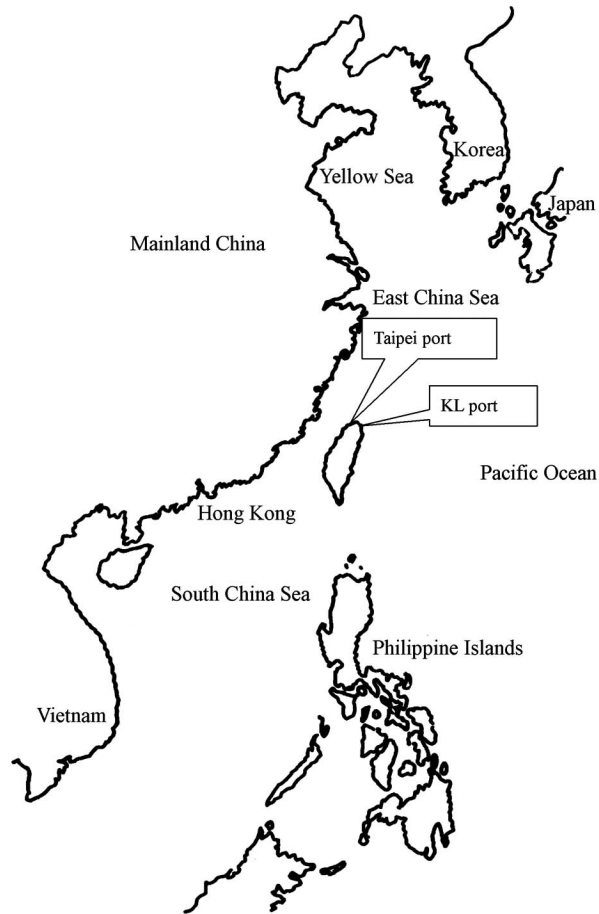 Korea
Yellow Sea
Japan
Mainland China
East China Sea
Taipei port
KL port
Pacific Ocean
Hong Kong
South China Sea
Philippine Islands
Vietnam